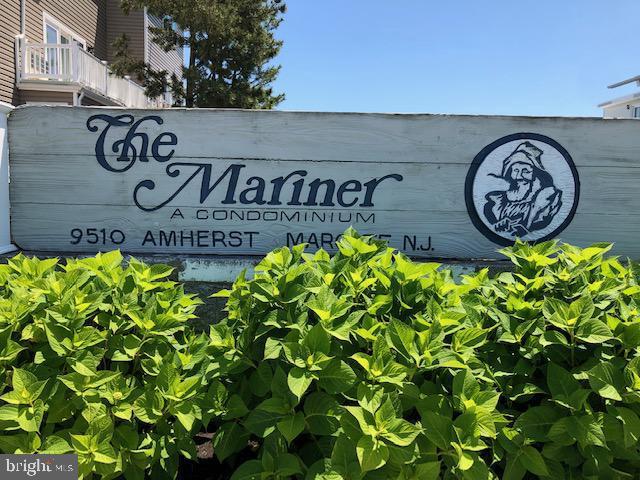 The
Mariner
A CONDOMINIUM
9510 AMHERST N.J.
bright MLS